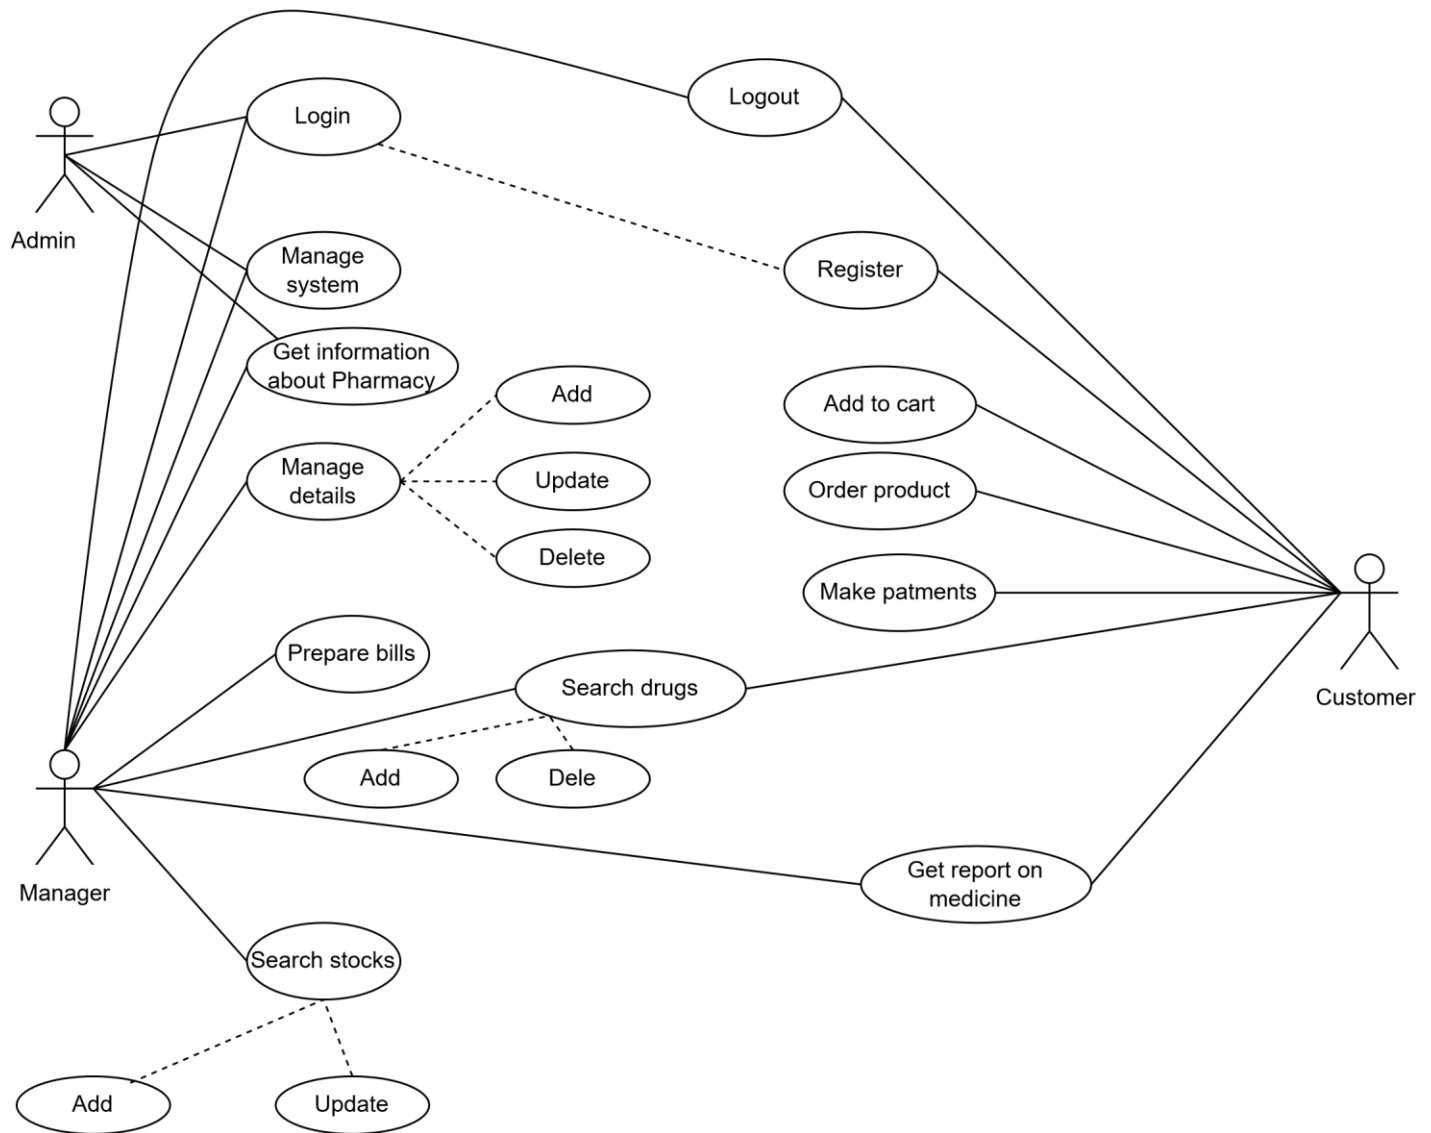 Logout
Login
Admin
Manage
system
Register
Get information
about Pharmacy
Add
Add to cart
Manage
details
Update
Order product
Delete
Make patments
Prepare bills
Search drugs
Customer
Add
Dele
Manager
Get report on
medicine
Search stocks
Add
Update